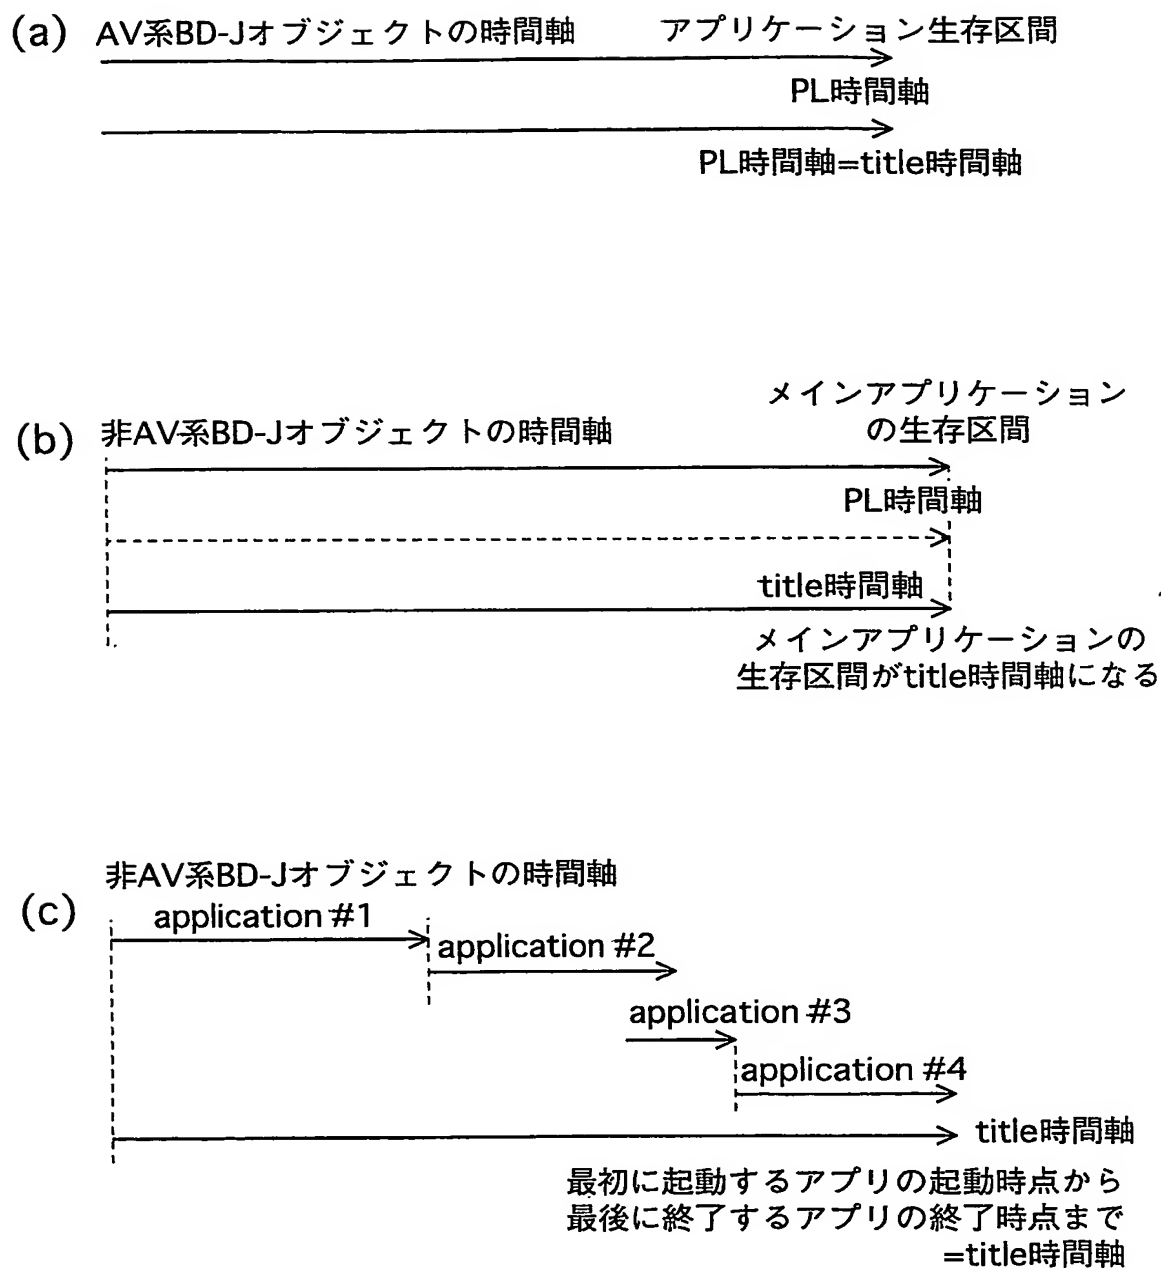 (a) AV系BD-Jオブジェクトの時間軸 アプリケーション生存区間
PL時間軸
PL時間軸=title時間軸
メインアプリケーション
の生存区間
(b) 非AV系BD-Jオブジェクトの時間軸
PL時間軸
title時間軸
メインアプリケーションの
生存区間がtitle時間軸になる
非AV系BD-Jオブジェクトの時間軸
(c) application #1
application #2
application #3
application #4
title時間軸
最初に起動するアプリの起動時点から
最後に終了するアプリの終了時点まで
=title時間軸